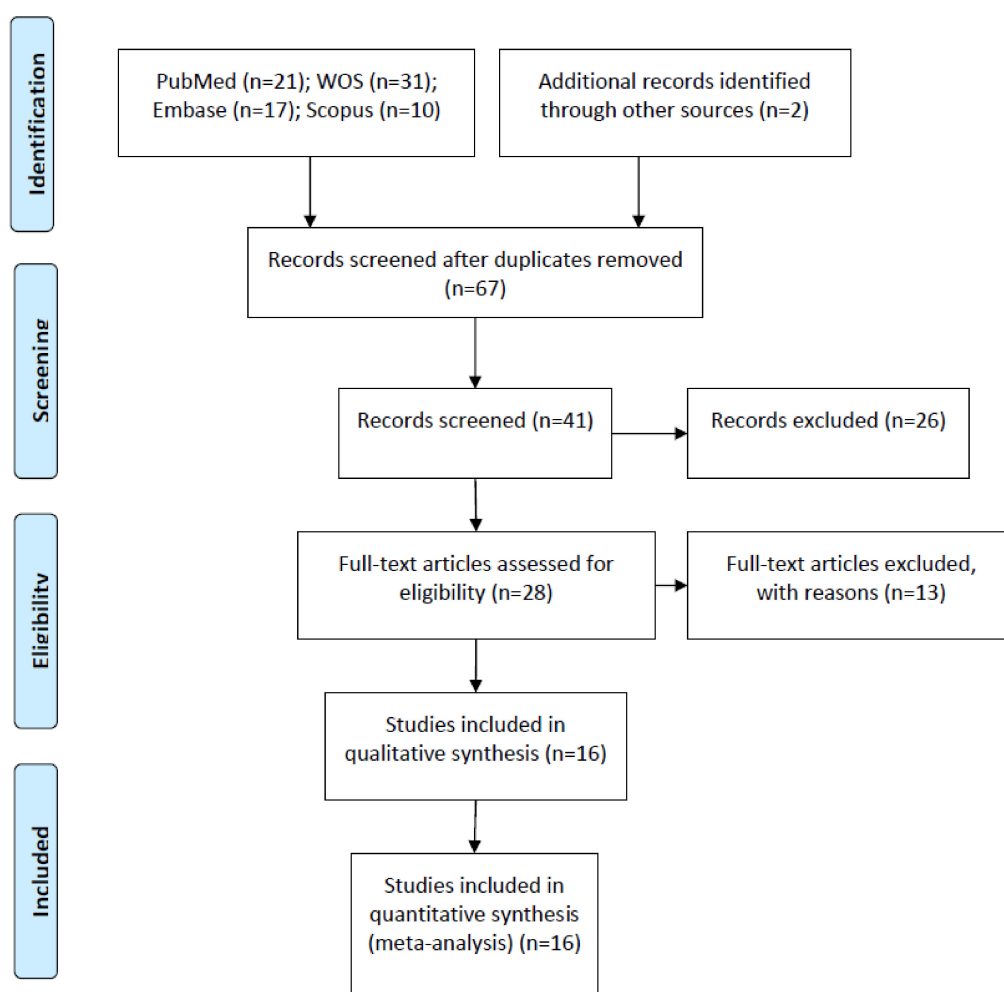 Identification
PubMed (n=21); WOS (n=31);
Embase (n=17); Scopus (n=10)
Additional records identified
through other sources (n=2)
Records screened after duplicates removed
(n=67)
Screening
Records screened (n=41)
Records excluded (n=26)
Eligibility
Full-text articles assessed for
eligibility (n=28)
Full-text articles excluded,
with reasons (n=13)
Studies included in
qualitative synthesis (n=16)
Included
Studies included in
quantitative synthesis
(meta-analysis) (n=16)